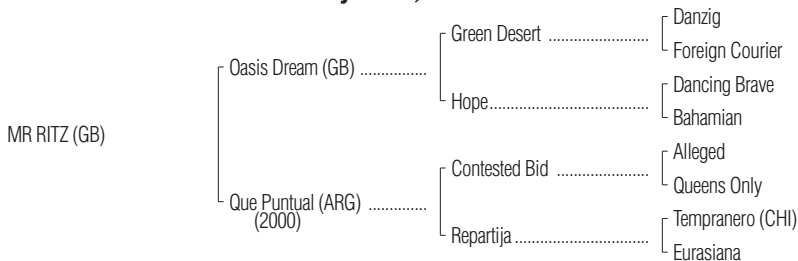 Danzig
Green Desert ........................
Foreign Courier
Oasis Dream (GB) ................
Dancing Brave
Hope.......................................
Bahamian
MR RITZ (GB)
Alleged
Contested Bid ......................
Queens Only
Que Puntual (ARG) ..............
(2000)
Tempranero (CHI)
Repartija .................................
Eurasiana